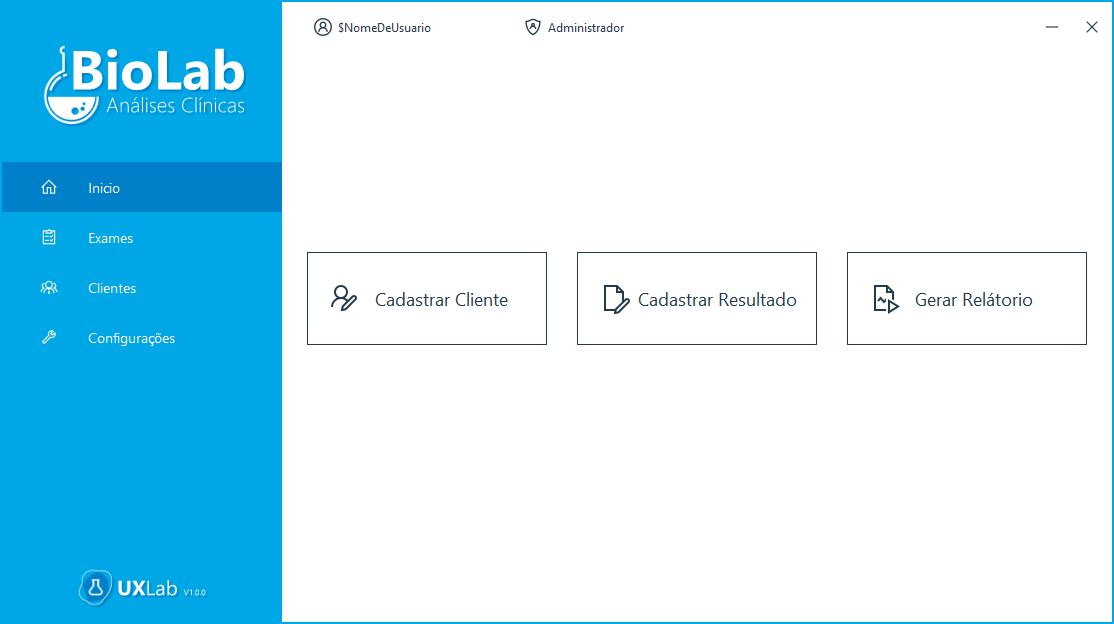 BioLab
Análises Clínicas
$NomeDeUsuario
Administrador
Inicio
Exames
Clientes
Configurações
Cadastrar Cliente
Cadastrar Resultado
Gerar Relátorio
UXLab V1.0.0